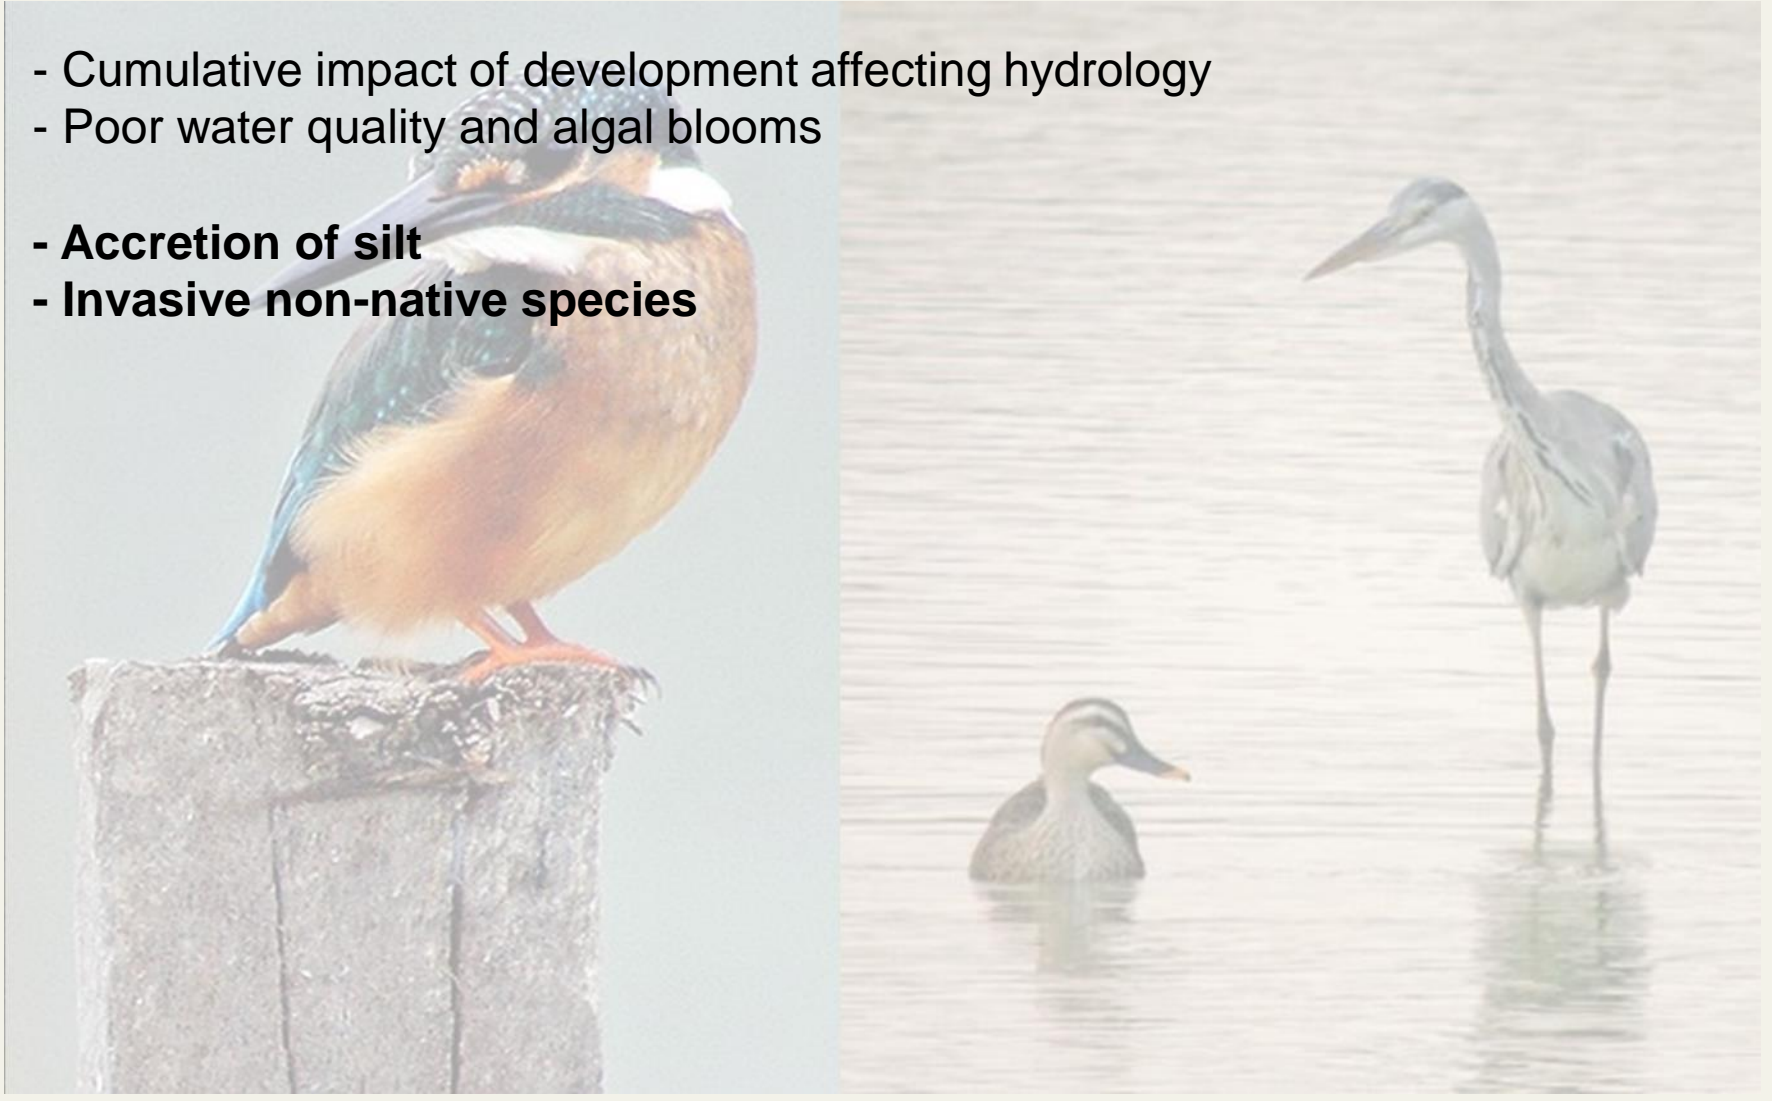 - Cumulative impact of development affecting hydrology
- Poor water quality and algal blooms
- Accretion of silt
- Invasive non-native species